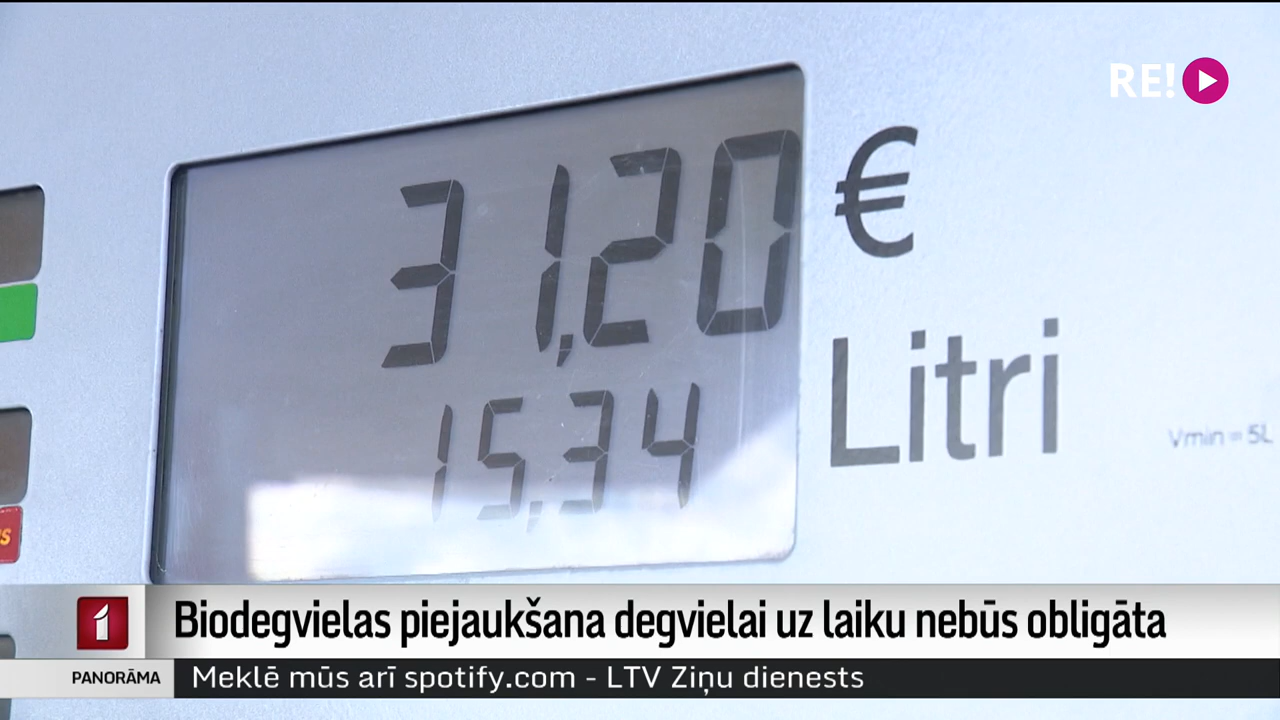 RE!
31,20 €
15,34 Litri
Vmin = 5L
1
Biodegvielas piejaukšana degvielai uz laiku nebūs obligāta
PANORĀMA
Meklē mūs arī spotify.com - LTV Ziņu dienests